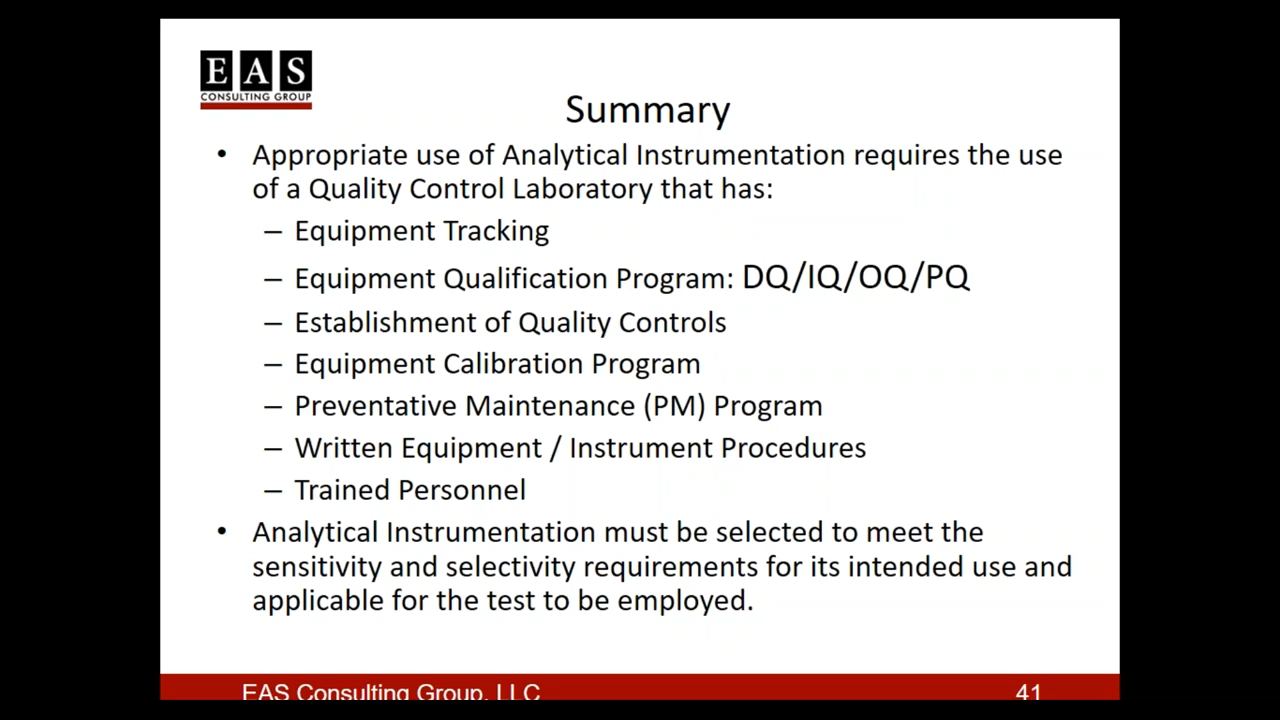 EAS
CONSULTING GROUP
Summary
• Appropriate use of Analytical Instrumentation requires the use
of a Quality Control Laboratory that has:
– Equipment Tracking
– Equipment Qualification Program: DQ/IQ/OQ/PQ
– Establishment of Quality Controls
– Equipment Calibration Program
– Preventative Maintenance (PM) Program
– Written Equipment / Instrument Procedures
– Trained Personnel
• Analytical Instrumentation must be selected to meet the
sensitivity and selectivity requirements for its intended use and
applicable for the test to be employed.
EAS Consulting Group, LLC 41